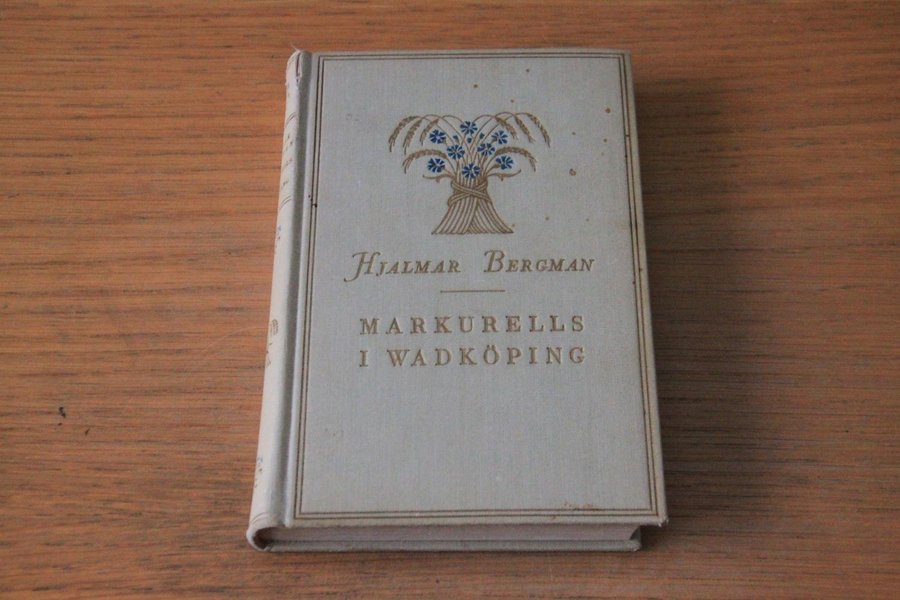 Hjalmar Bergman
MARKURELLS
I WADKÖPING